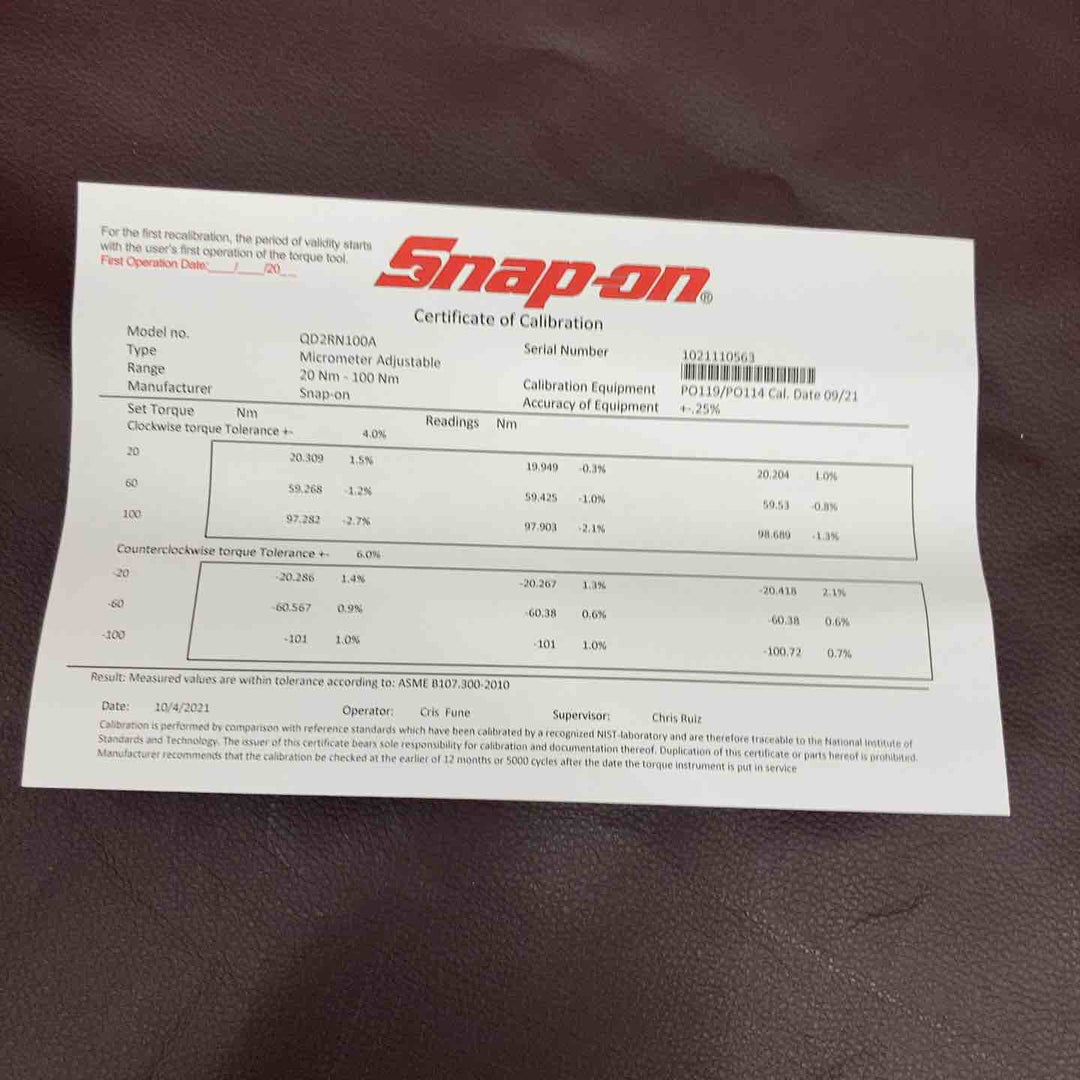 For the first recalibration, the period of validity starts
with the user's first operation of the torque tool.
First Operation Date:____/____/20_ _
Snap-on®
Certificate of Calibration
Model no. QD2RN100A Serial Number 1021110563
Type Micrometer Adjustable
Range 20 Nm - 100 Nm Calibration Equipment PO119/PO114 Cal. Date 09/21
Manufacturer Snap-on Accuracy of Equipment +-.25%
Set Torque Nm Readings Nm
Clockwise torque Tolerance +- 4.0%
20 20.309 1.5% 19.949 -0.3% 20.204 1.0%
60 59.268 -1.2% 59.425 -1.0% 59.53 -0.8%
100 97.282 -2.7% 97.903 -2.1% 98.689 -1.3%
Counterclockwise torque Tolerance +- 6.0%
-20 -20.286 1.4% -20.267 1.3% -20.418 2.1%
-60 -60.567 0.9% -60.38 0.6% -60.38 0.6%
-100 -101 1.0% -101 1.0% -100.72 0.7%
Result: Measured values are within tolerance according to: ASME B107.300-2010
Date: 10/4/2021 Operator: Cris Fune Supervisor: Chris Ruiz
Calibration is performed by comparison with reference standards which have been calibrated by a recognized NIST-laboratory and are therefore traceable to the National Institute of
Standards and Technology. The issuer of this certificate bears sole responsibility for calibration and documentation thereof. Duplication of this certificate or parts hereof is prohibited.
Manufacturer recommends that the calibration be checked at the earlier of 12 months or 5000 cycles after the date the torque instrument is put in service